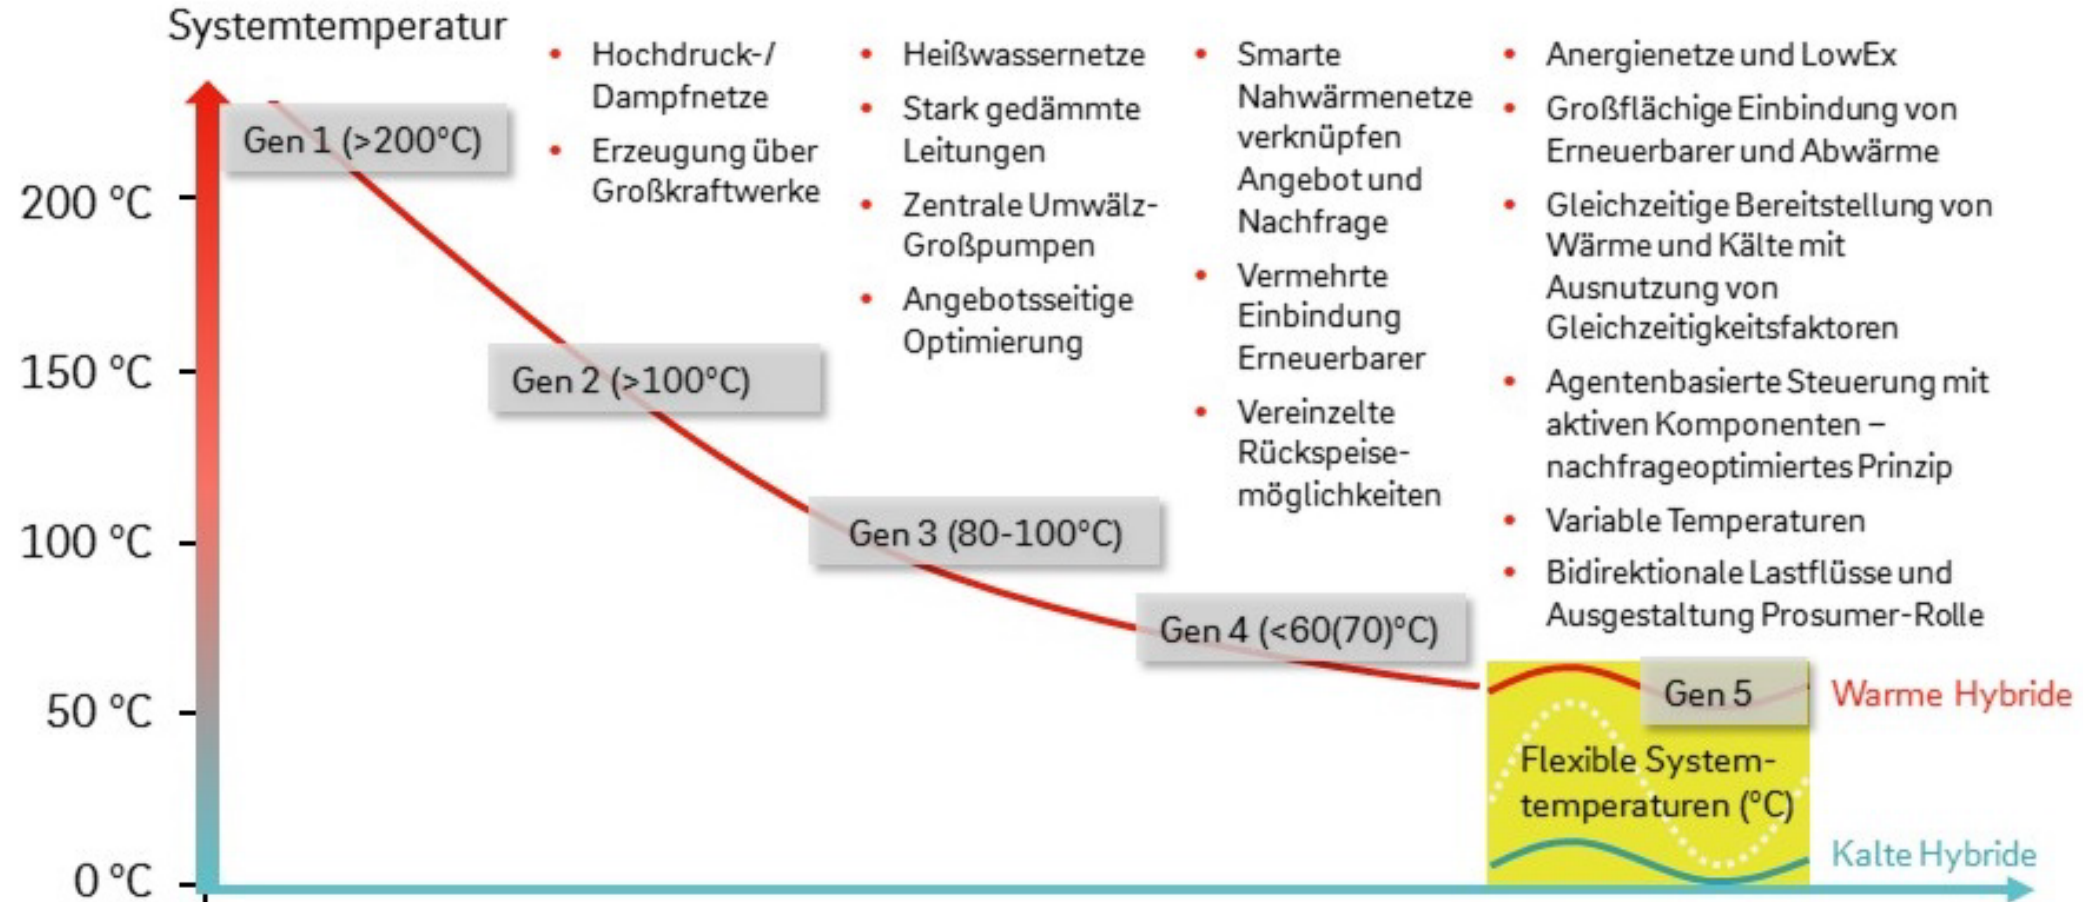 Systemtemperatur
200 °C
150 °C
100 °C
50 °C
0 °C
Gen 1 (>200°C)
• Hochdruck-/
Dampfnetze
• Erzeugung über
Großkraftwerke
Gen 2 (>100°C)
• Heißwassernetze
• Stark gedämmte
Leitungen
• Zentrale Umwälz-
Großpumpen
• Angebotsseitige
Optimierung
Gen 3 (80-100°C)
• Smarte
Nahwärmenetze
verknüpfen
Angebot und
Nachfrage
• Vermehrte
Einbindung
Erneuerbarer
• Vereinzelte
Rückspeise-
möglichkeiten
Gen 4 (<60(70)°C)
• Anergienetze und LowEx
• Großflächige Einbindung von
Erneuerbarer und Abwärme
• Gleichzeitige Bereitstellung von
Wärme und Kälte mit
Ausnutzung von
Gleichzeitigkeitsfaktoren
• Agentenbasierte Steuerung mit
aktiven Komponenten –
nachfrageoptimiertes Prinzip
• Variable Temperaturen
• Bidirektionale Lastflüsse und
Ausgestaltung Prosumer-Rolle
Gen 5
Warme Hybride
Flexible System-
temperaturen (°C)
Kalte Hybride